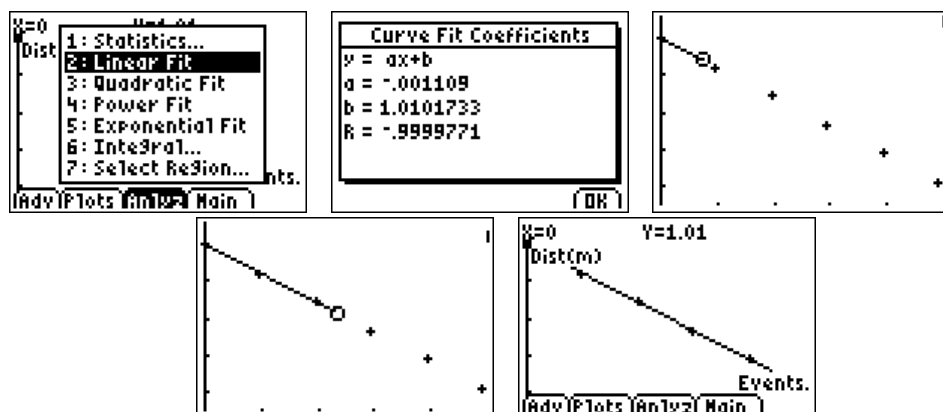 X=0
Dist
1: Statistics...
2: Linear Fit
3: Quadratic Fit
4: Power Fit
5: Exponential Fit
6: Integral...
7: Select Region...
nts.
Adv Plots Anlyz Main
Curve Fit Coefficients
y = ax+b
a = -.001109
b = 1.0101733
R = -.9999771
OK
X=0 Y=1.01
Dist(m)
Events.
Adv Plots Anlyz Main